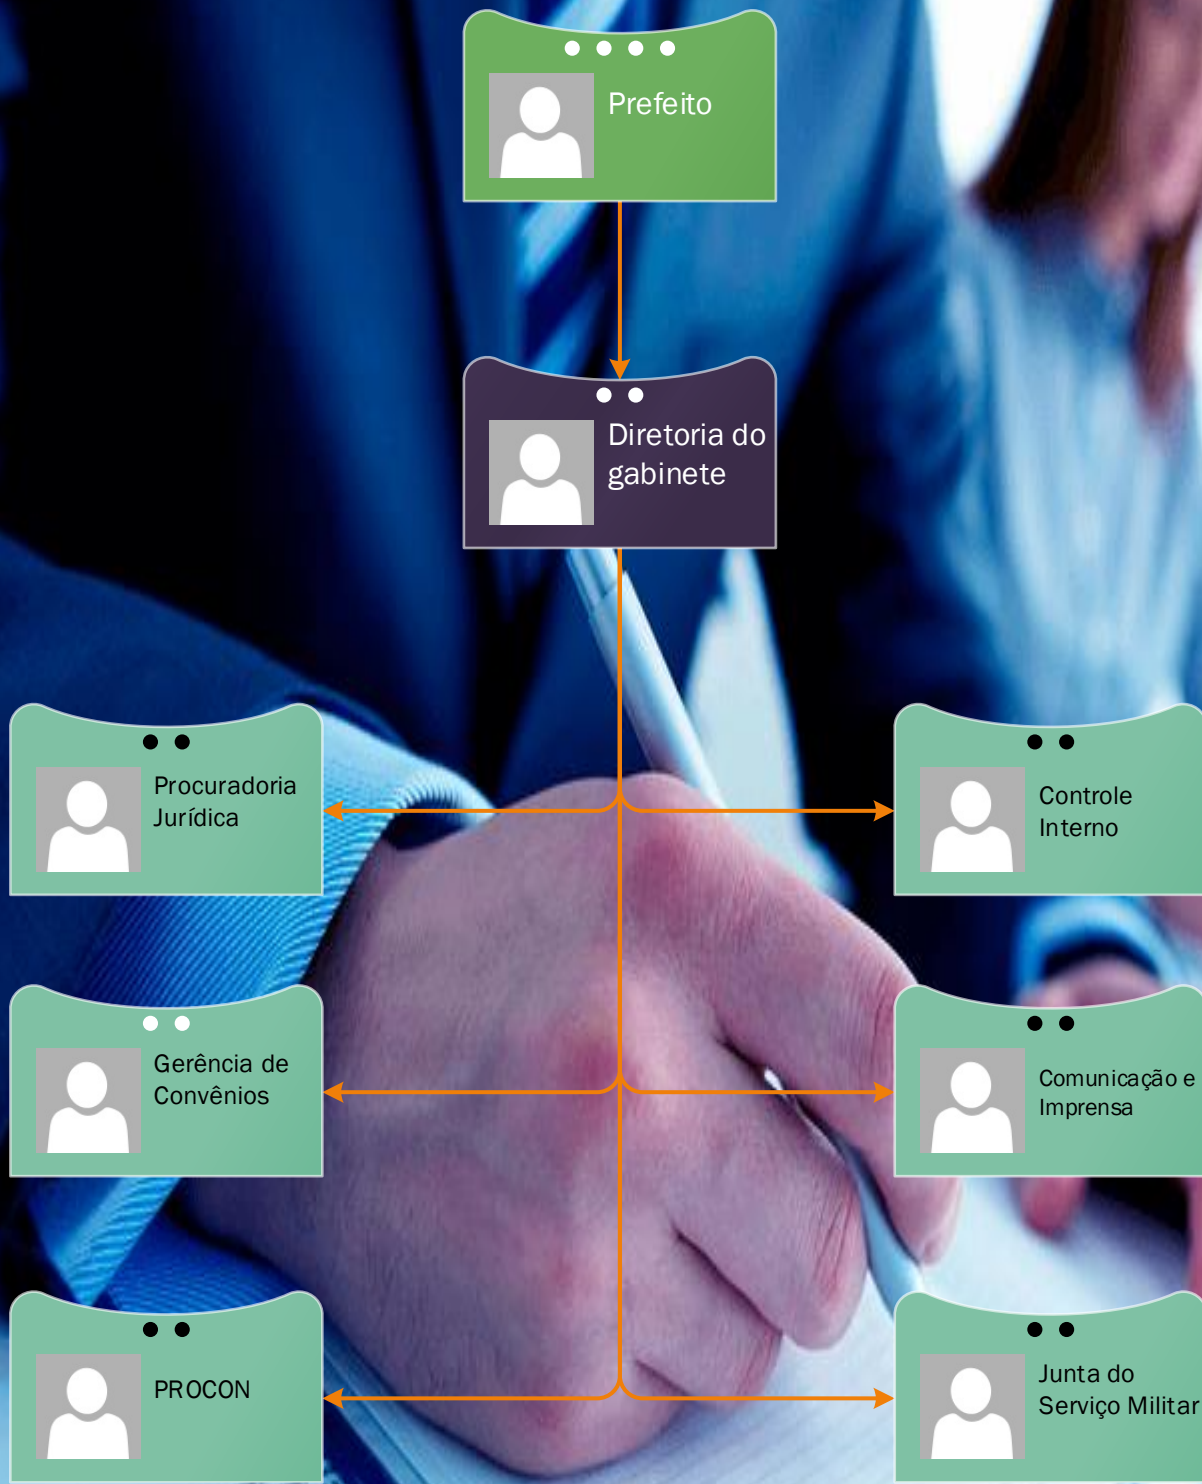 Prefeito
Diretoria do
gabinete
Procuradoria
Jurídica
Controle
Interno
Gerência de
Convênios
Comunicação e
Imprensa
PROCON
Junta do
Serviço Militar